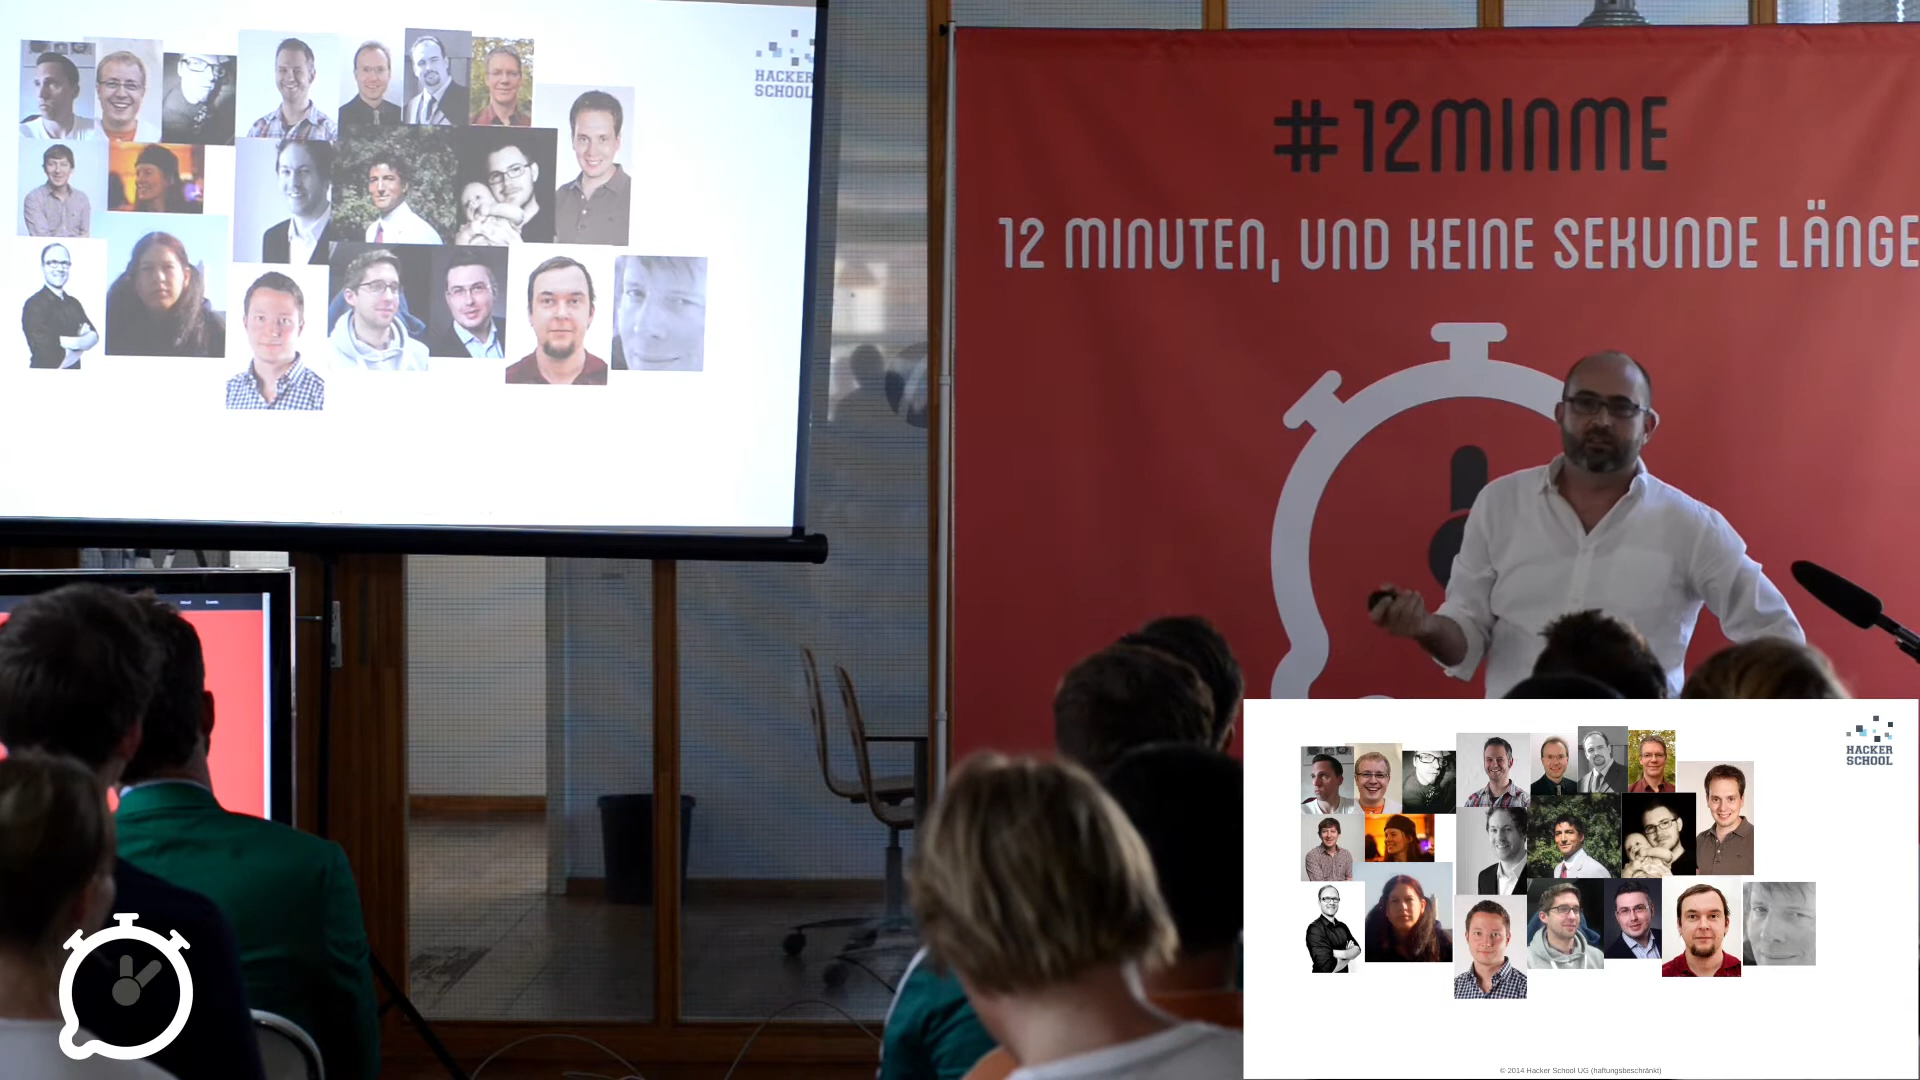 HACKER
SCHOOL
#12MINME
12 MINUTEN, UND KEINE SEKUNDE LÄNGE
HACKER
SCHOOL
© 2014 Hacker School UG (haftungsbeschränkt)